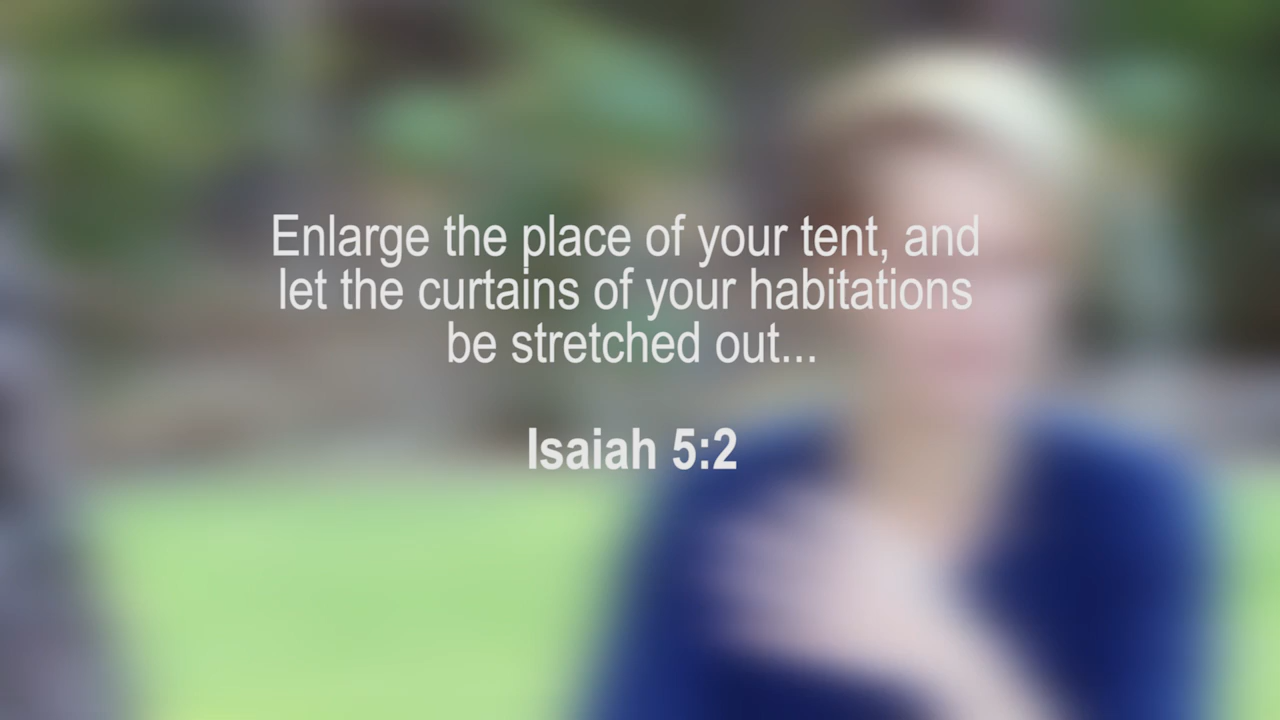 Enlarge the place of your tent, and
let the curtains of your habitations
be stretched out...
Isaiah 5:2